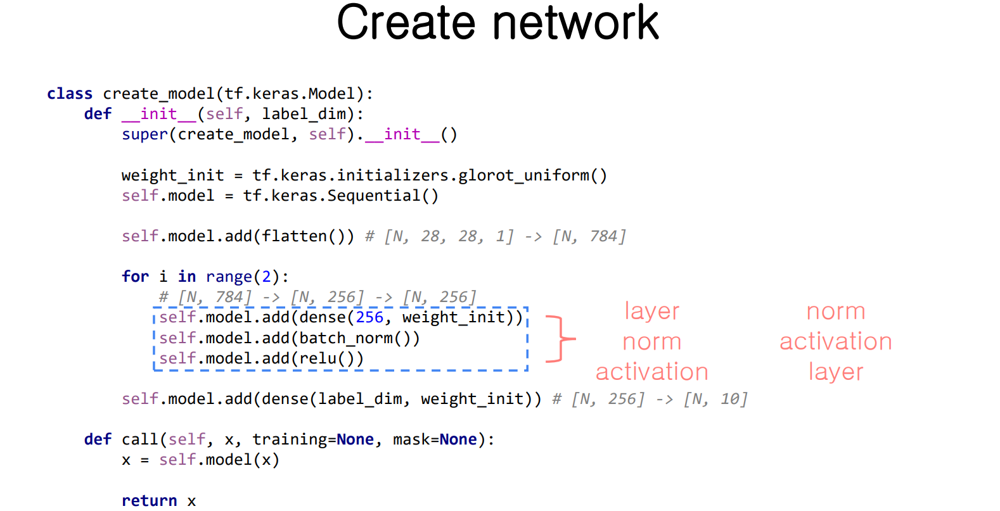 Create network
class create_model(tf.keras.Model):
    def __init__(self, label_dim):
        super(create_model, self).__init__()
        weight_init = tf.keras.initializers.glorot_uniform()
        self.model = tf.keras.Sequential()
        self.model.add(flatten()) # [N, 28, 28, 1] -> [N, 784]
        for i in range(2):
            # [N, 784] -> [N, 256] -> [N, 256]
            self.model.add(dense(256, weight_init))
            self.model.add(batch_norm())
            self.model.add(relu())
layer
norm
activation
norm
activation
layer
        self.model.add(dense(label_dim, weight_init)) # [N, 256] -> [N, 10]
    def call(self, x, training=None, mask=None):
        x = self.model(x)
        return x